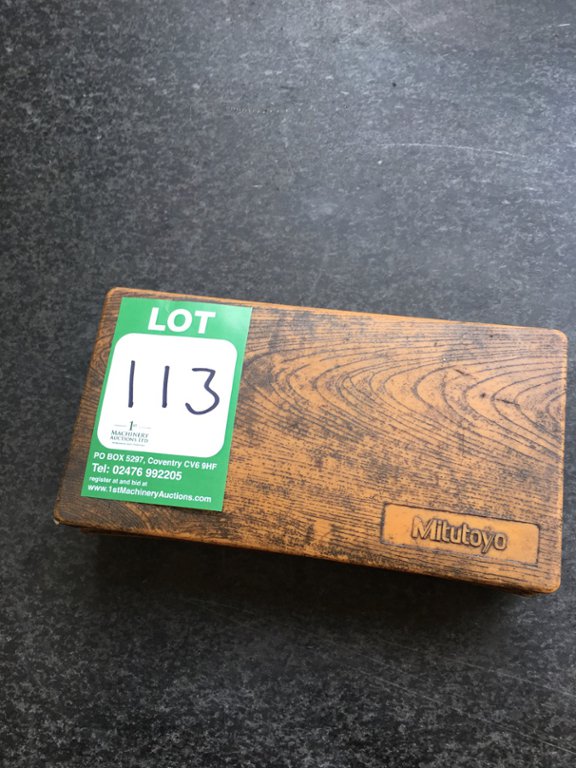 LOT
113
1st
MACHINERY
AUCTIONS LTD
PO BOX 5297, Coventry CV6 9HF
Tel: 02476 992205
register at and bid at
www.1stMachineryAuctions.com
Mitutoyo